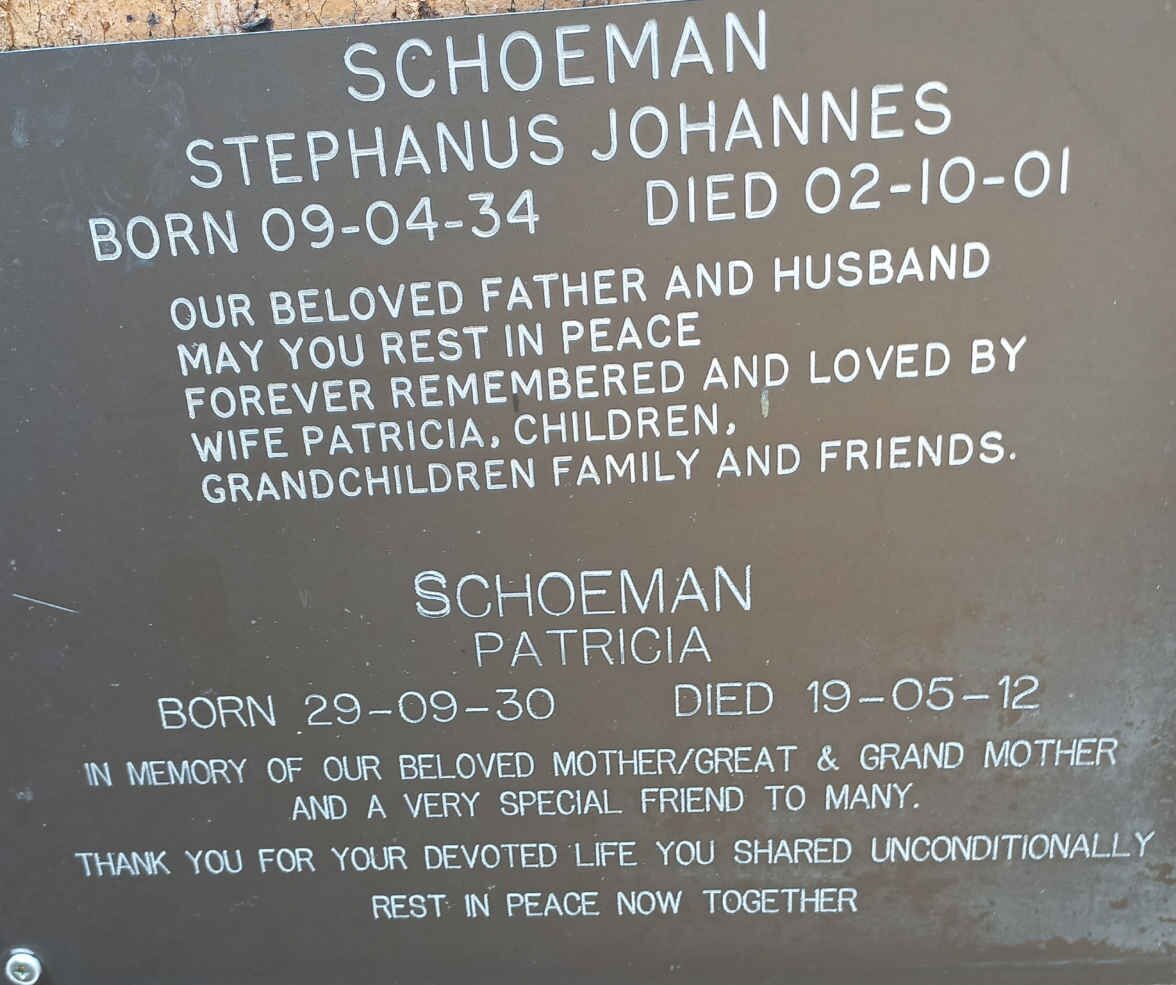 SCHOEMAN
STEPHANUS JOHANNES
BORN 09-04-34 DIED 02-10-01
OUR BELOVED FATHER AND HUSBAND
MAY YOU REST IN PEACE
FOREVER REMEMBERED AND LOVED BY
WIFE PATRICIA, CHILDREN,
GRANDCHILDREN FAMILY AND FRIENDS.
SCHOEMAN
PATRICIA
BORN 29-09-30 DIED 19-05-12
IN MEMORY OF OUR BELOVED MOTHER/GREAT & GRAND MOTHER
AND A VERY SPECIAL FRIEND TO MANY.
THANK YOU FOR YOUR DEVOTED LIFE YOU SHARED UNCONDITIONALLY
REST IN PEACE NOW TOGETHER